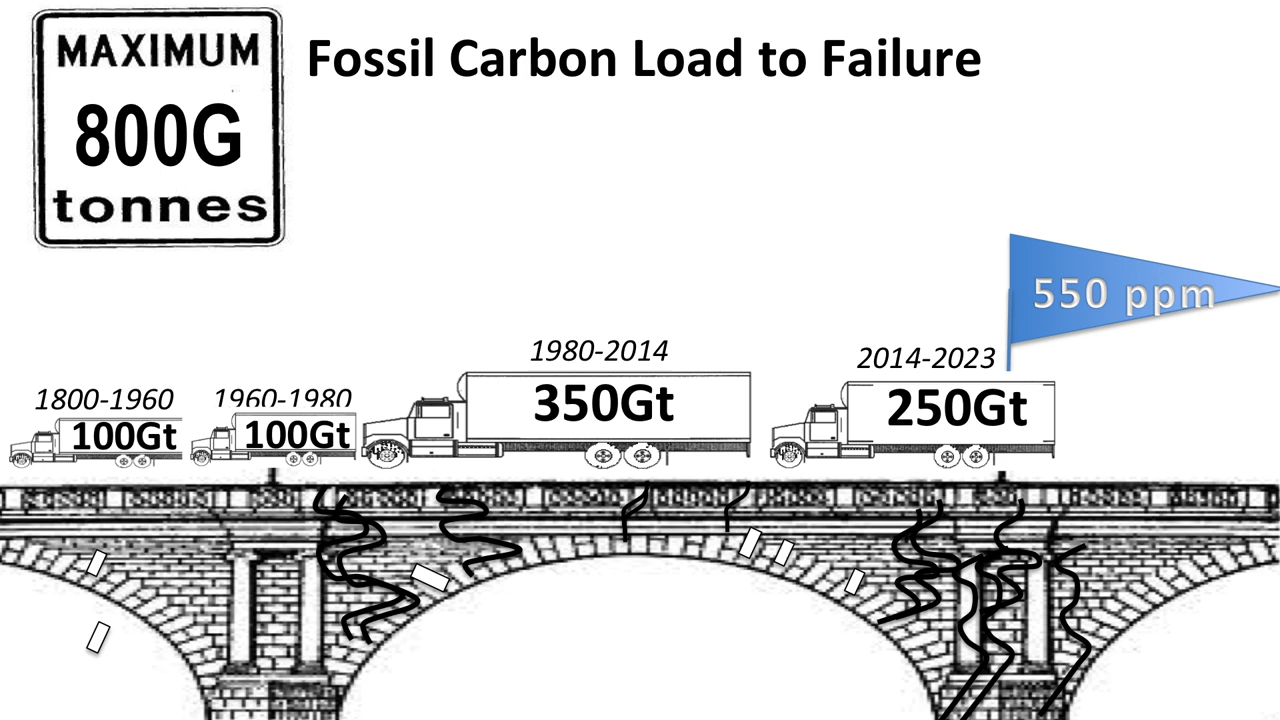 MAXIMUM
800G
tonnes
Fossil Carbon Load to Failure
550 ppm
1800-1960
100Gt
1960-1980
100Gt
1980-2014
350Gt
2014-2023
250Gt